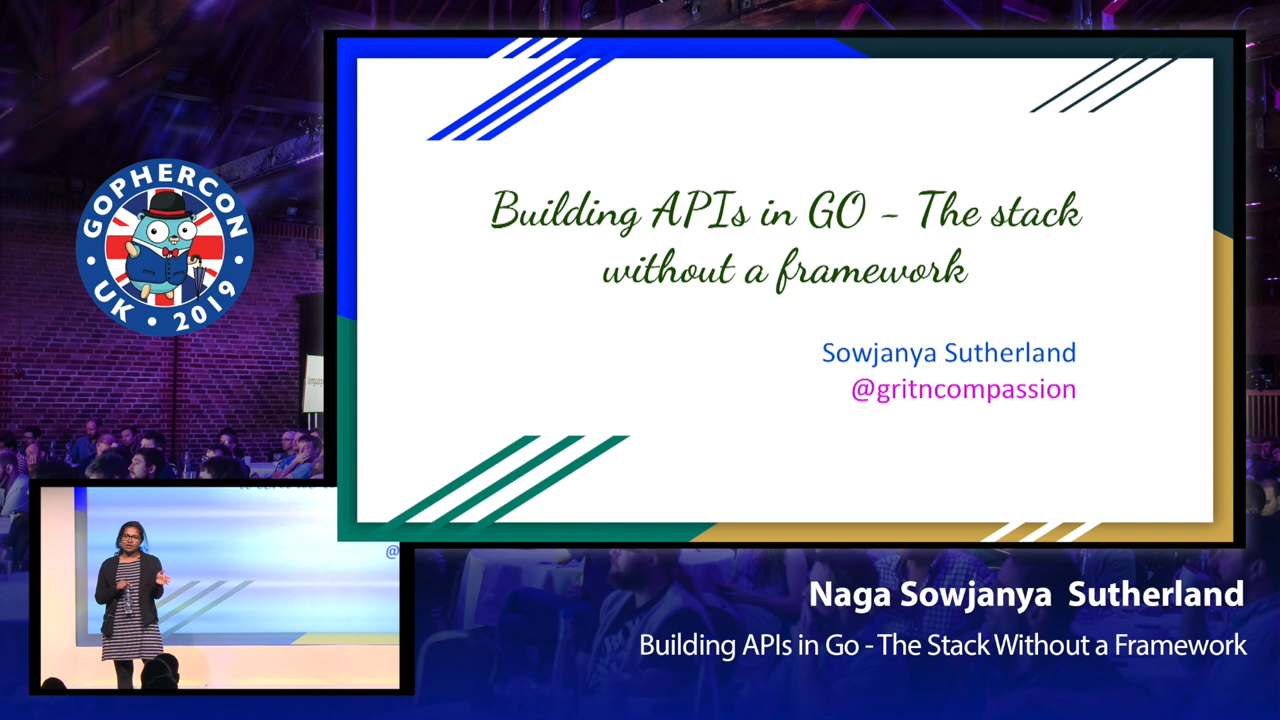 GOPHERCON
UK • 2019
Building APIs in GO - The stack
without a framework
Sowjanya Sutherland
@gritncompassion
@
Naga Sowjanya Sutherland
Building APIs in Go - The Stack Without a Framework